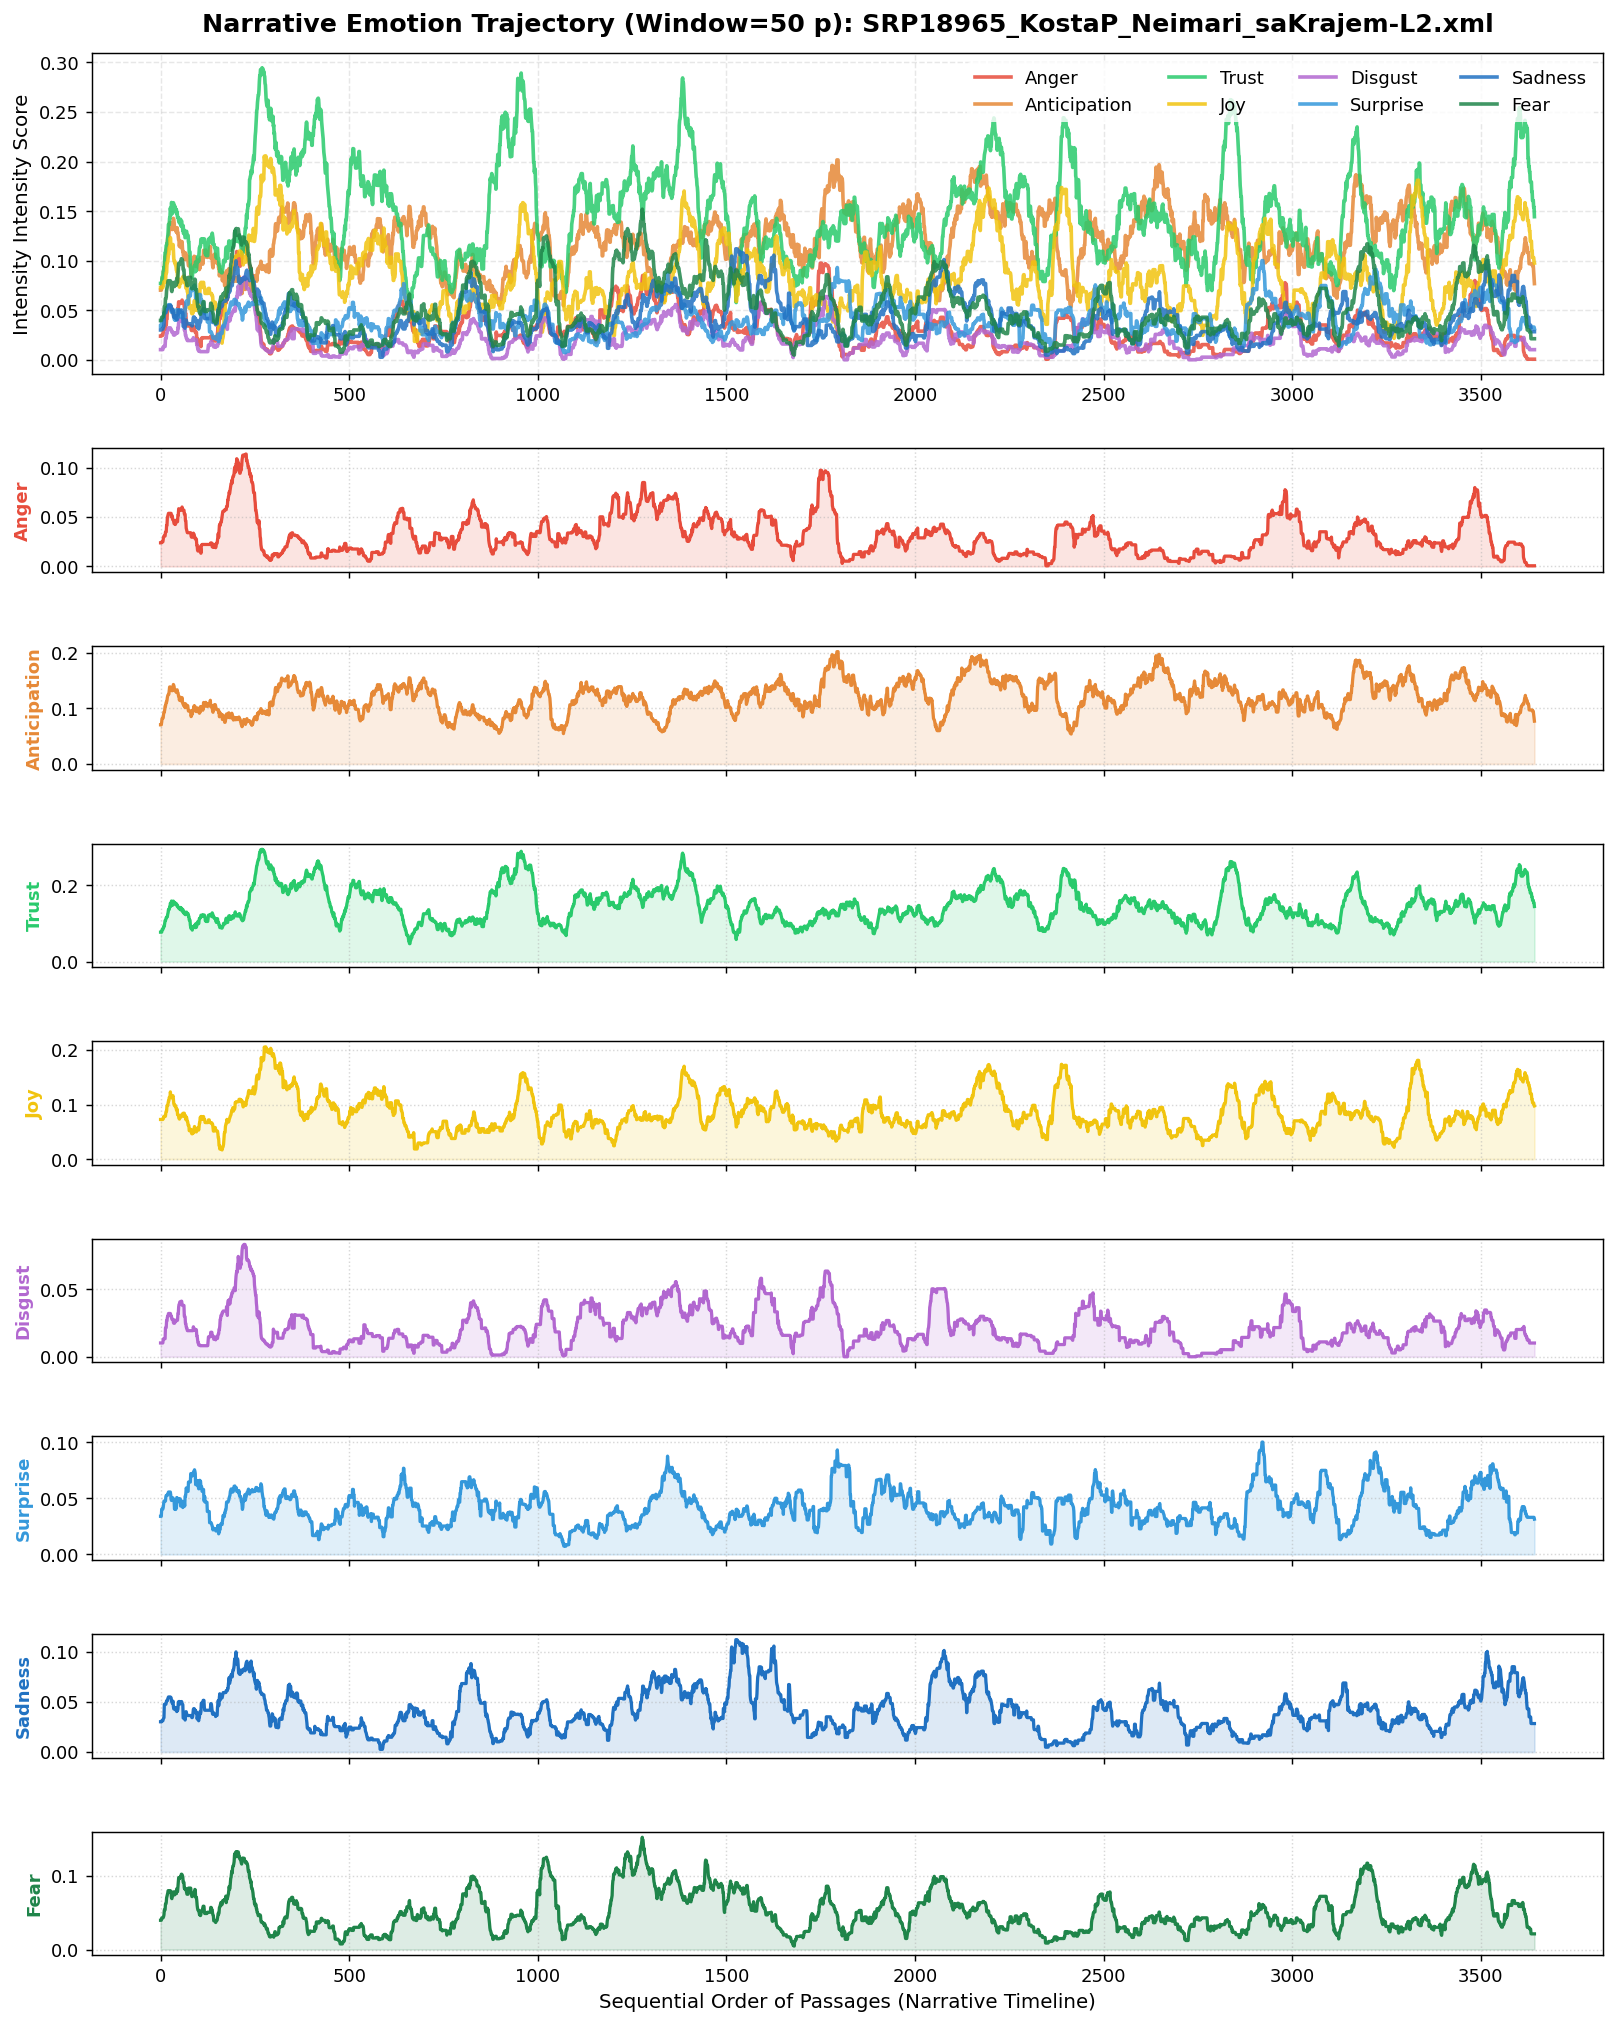 Narrative Emotion Trajectory (Window=50 p): SRP18965_KostaP_Neimari_saKrajem-L2.xml
Intensity Intensity Score
0.30
0.25
0.20
0.15
0.10
0.05
0.00
Anger
Anticipation
Trust
Joy
Disgust
Surprise
Sadness
Fear
0 500 1000 1500 2000 2500 3000 3500
Anger
0.10
0.05
0.00
Anticipation
0.2
0.1
0.0
Trust
0.2
0.0
Joy
0.2
0.1
0.0
Disgust
0.05
0.00
Surprise
0.10
0.05
0.00
Sadness
0.10
0.05
0.00
Fear
0.1
0.0
0 500 1000 1500 2000 2500 3000 3500
Sequential Order of Passages (Narrative Timeline)